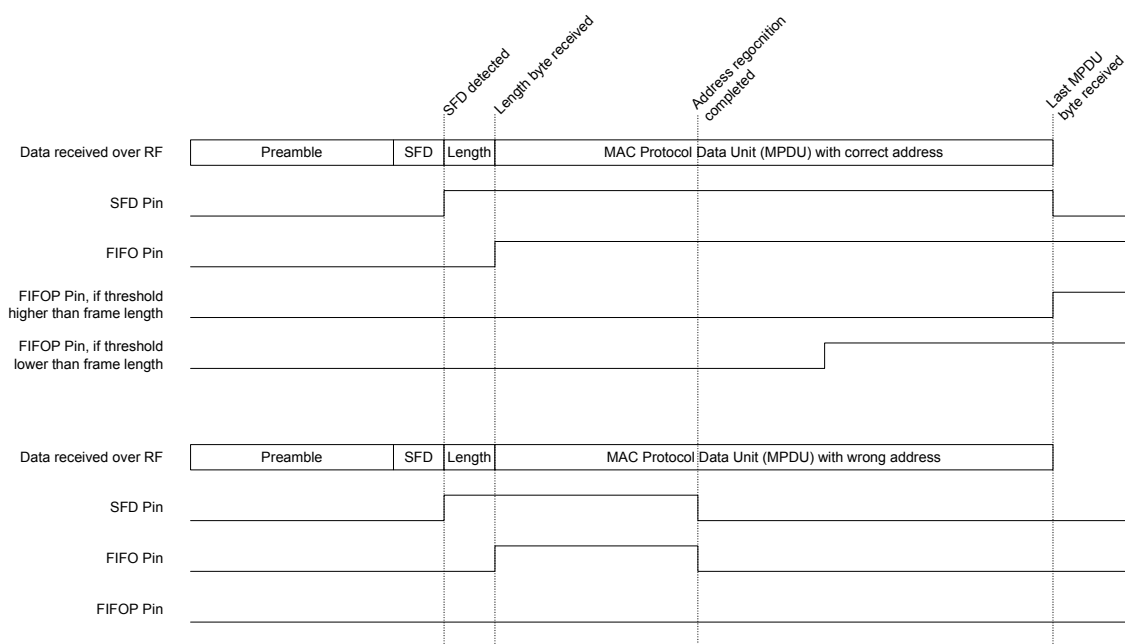 SFD detected
Length byte received
Address regocnition
completed
Last MPDU
byte received
Data received over RF
Preamble
SFD
Length
MAC Protocol Data Unit (MPDU) with correct address
SFD Pin
FIFO Pin
FIFOP Pin, if threshold
higher than frame length
FIFOP Pin, if threshold
lower than frame length
Data received over RF
Preamble
SFD
Length
MAC Protocol Data Unit (MPDU) with wrong address
SFD Pin
FIFO Pin
FIFOP Pin